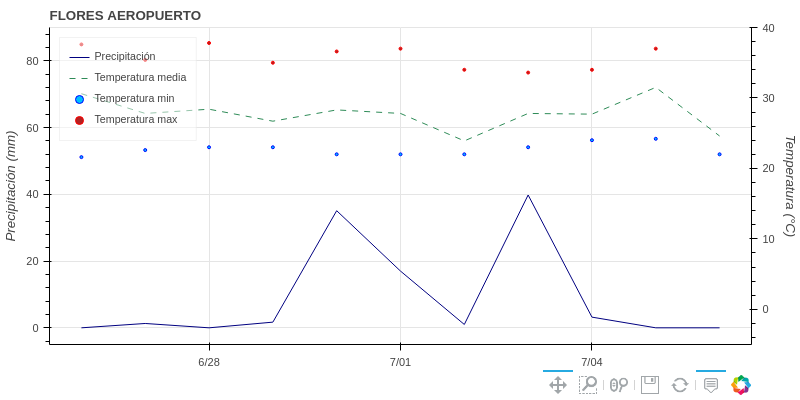 FLORES AEROPUERTO
Precipitación
Temperatura media
Temperatura min
Temperatura max
Precipitación (mm)
80
60
40
20
0
Temperatura (°C)
40
30
20
10
0
6/28
7/01
7/04